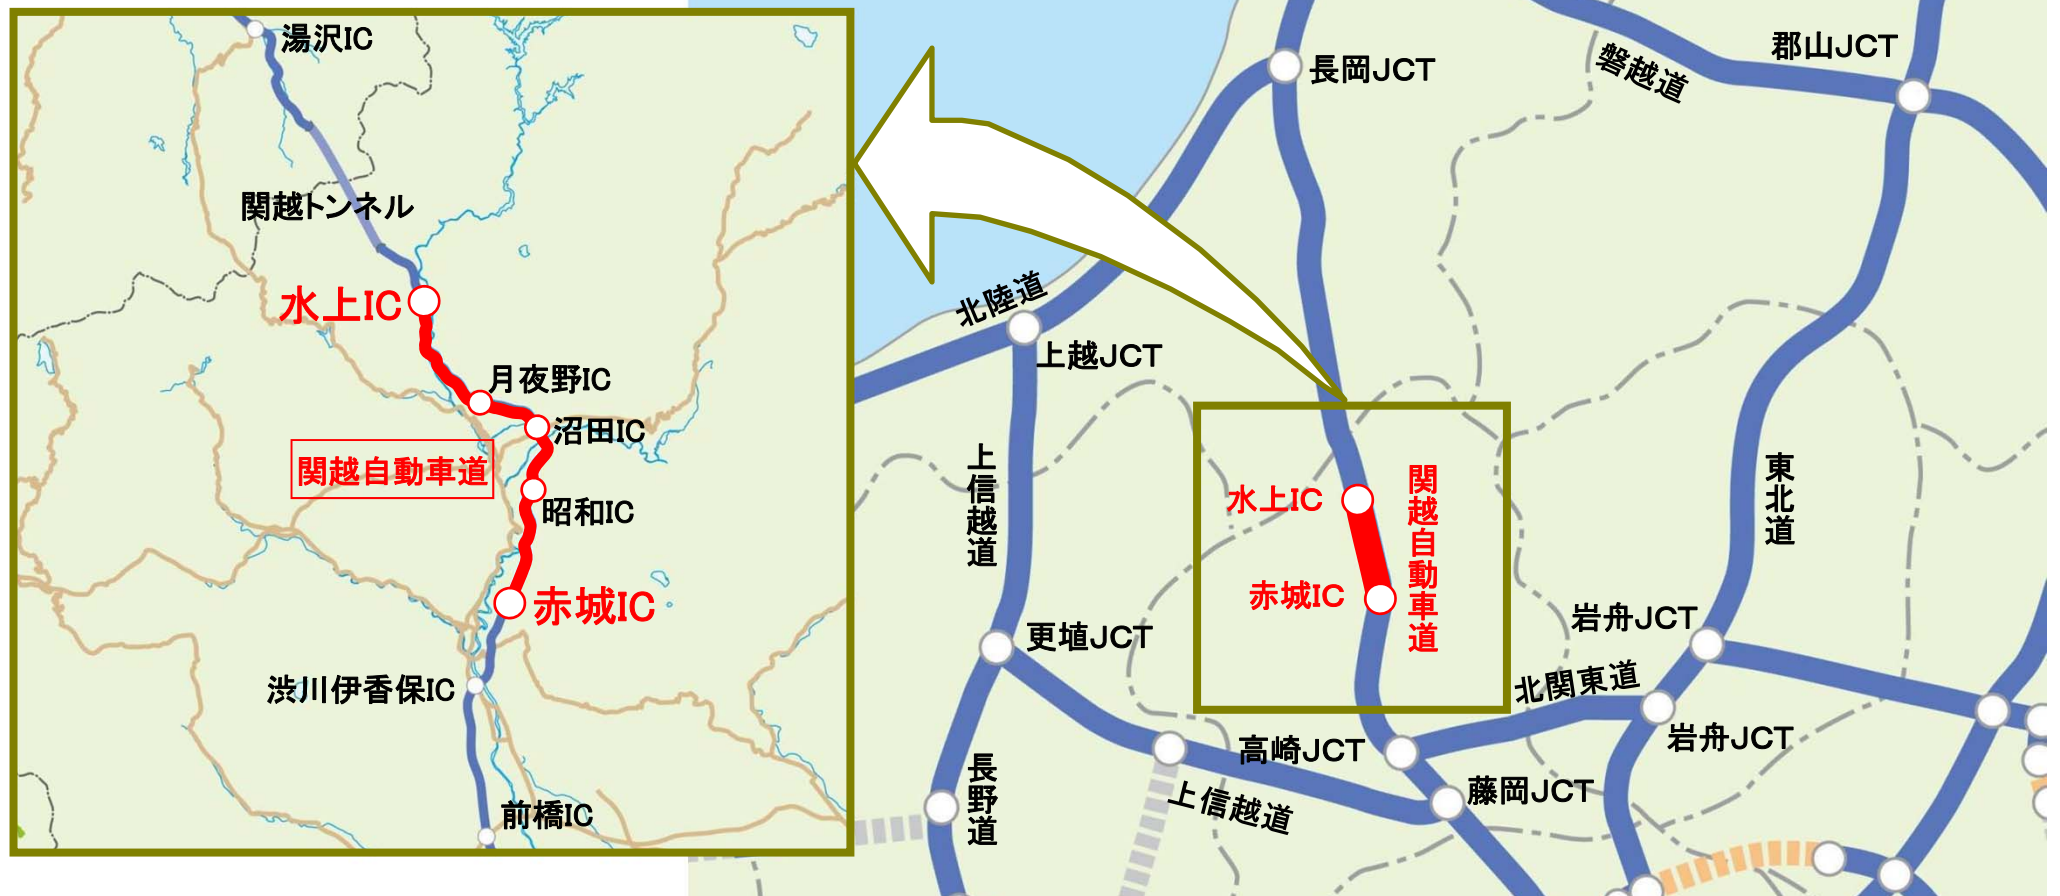 湯沢IC
関越トンネル
水上IC
月夜野IC
沼田IC
関越自動車道
昭和IC
赤城IC
渋川伊香保IC
前橋IC
長岡JCT
磐越道
郡山JCT
北陸道
上越JCT
上信越道
水上IC
関越自動車道
赤城IC
東北道
更埴JCT
岩舟JCT
北関東道
岩舟JCT
高崎JCT
長野道
上信越道
藤岡JCT